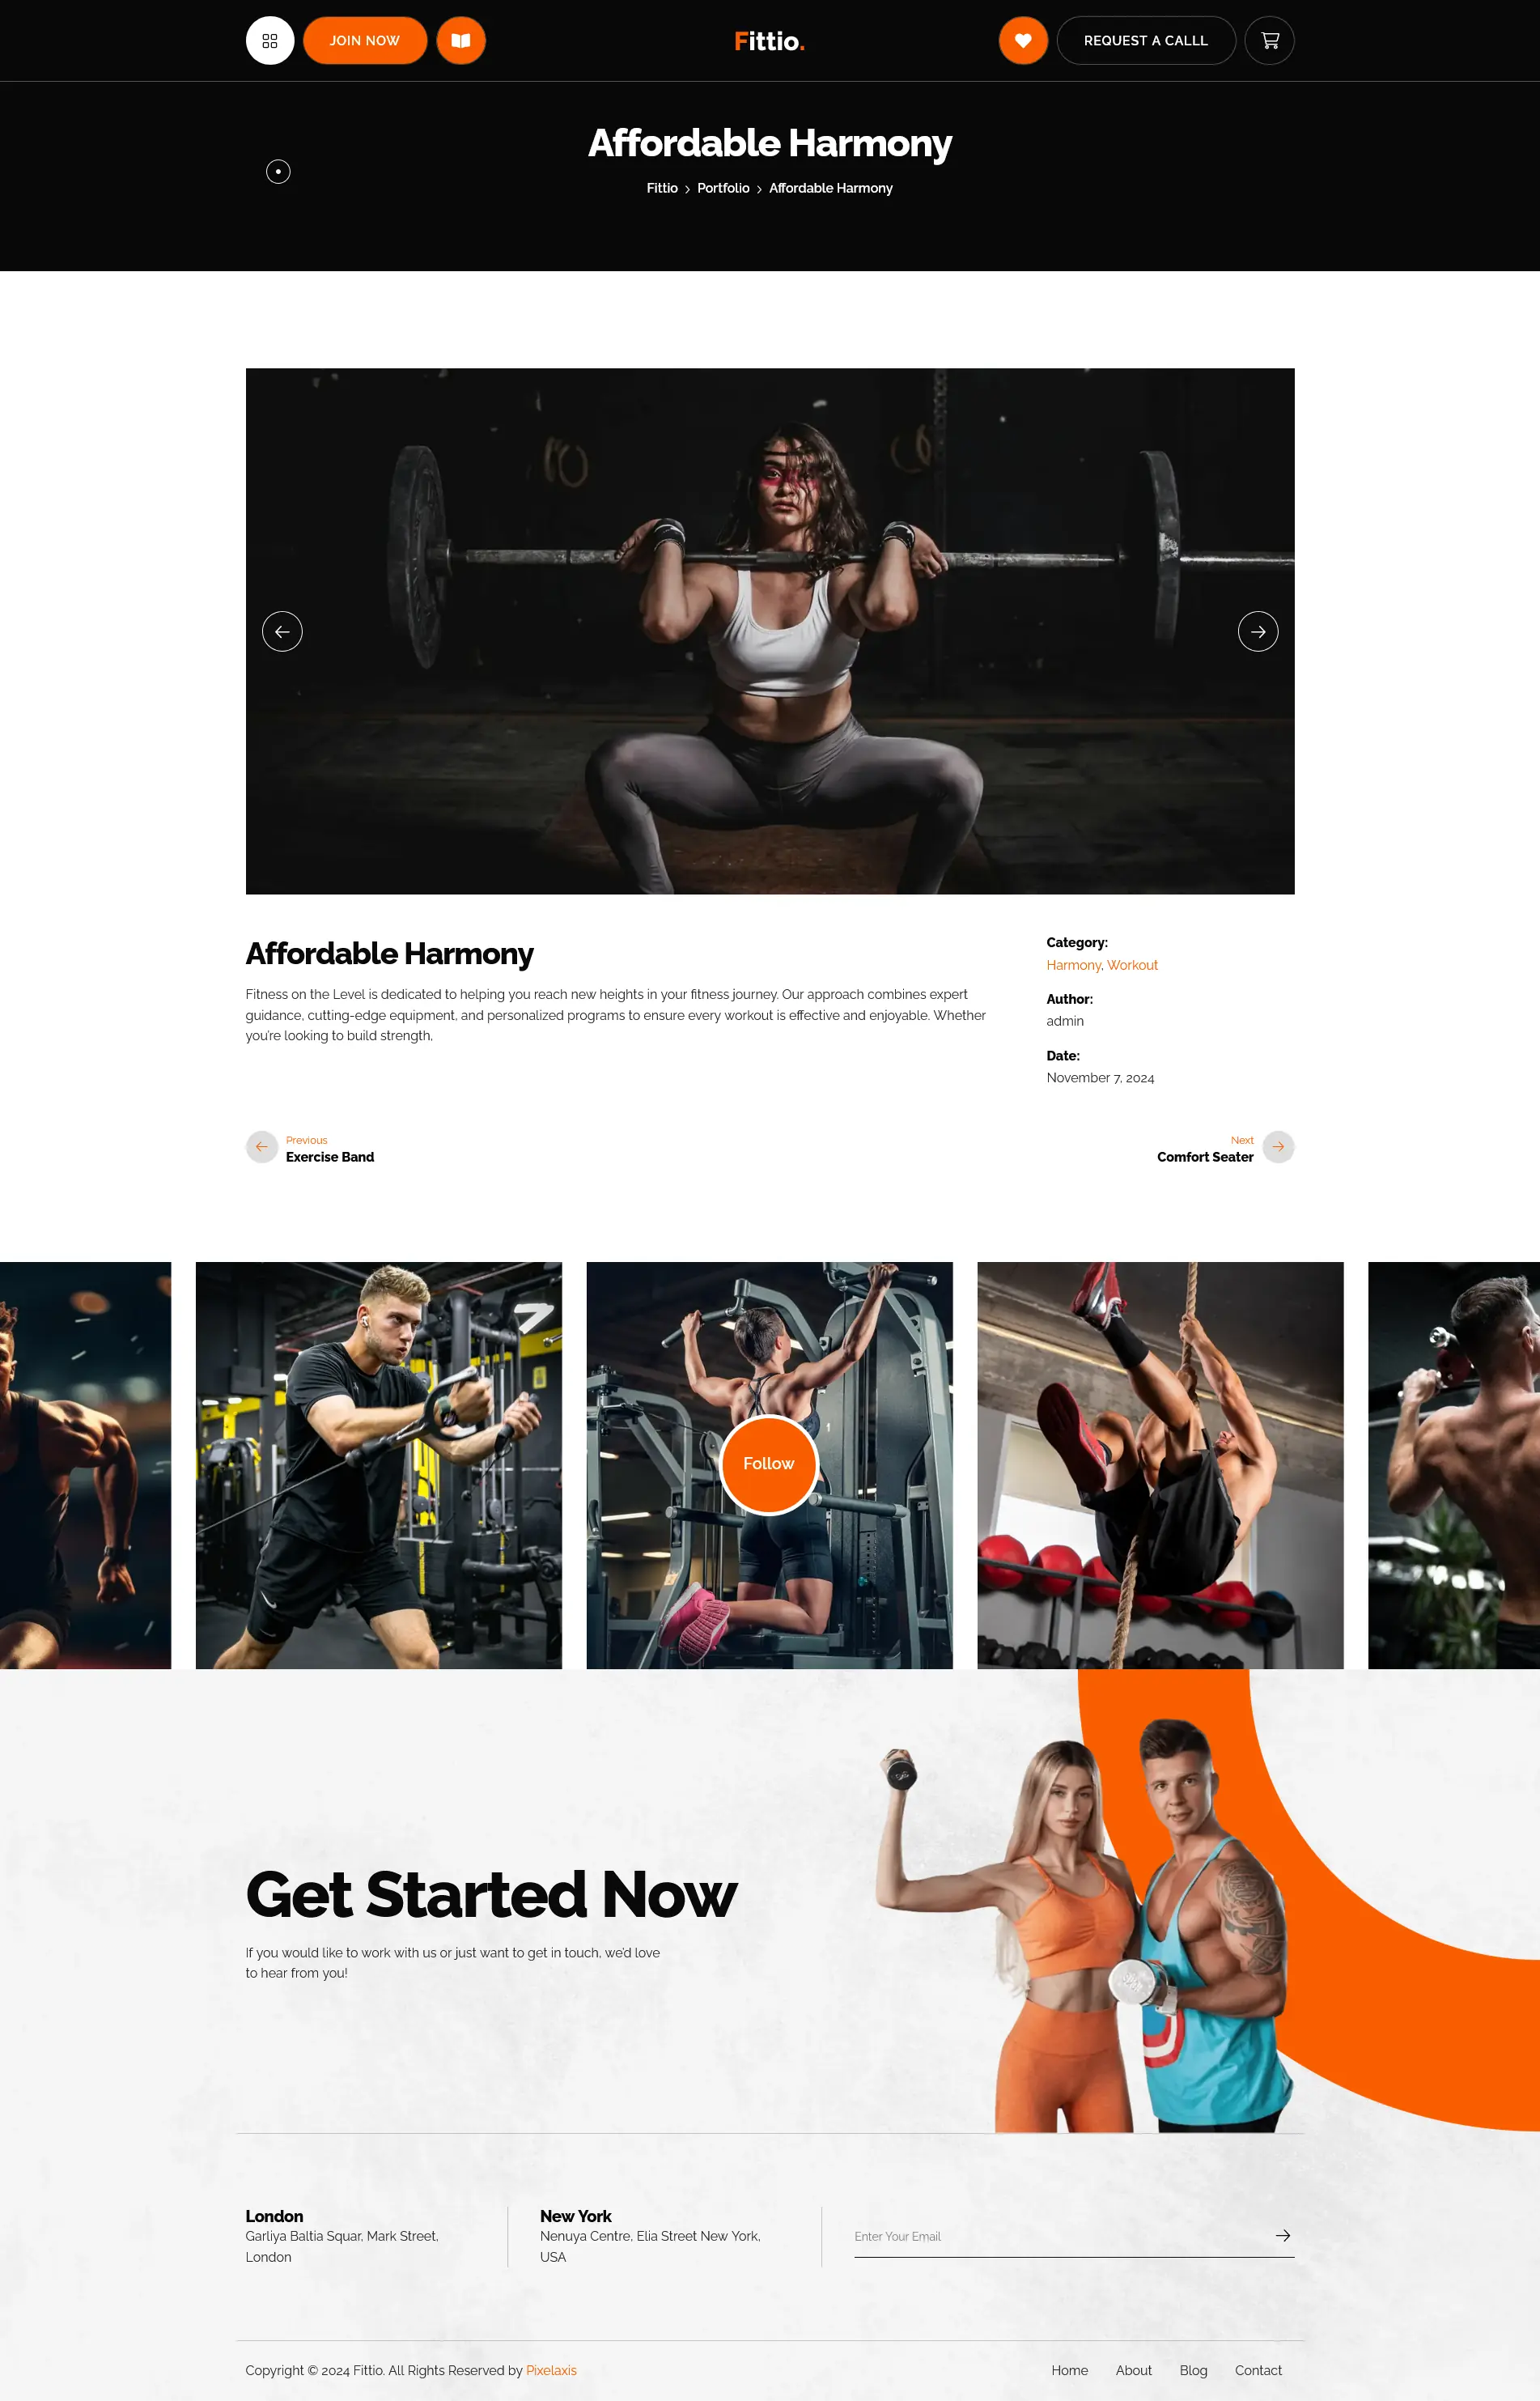 JOIN NOW
Fittio.
REQUEST A CALLL
Affordable Harmony
Fittio > Portfolio > Affordable Harmony
Affordable Harmony
Fitness on the Level is dedicated to helping you reach new heights in your fitness journey. Our approach combines expert
guidance, cutting-edge equipment, and personalized programs to ensure every workout is effective and enjoyable. Whether
you're looking to build strength,
Category:
Harmony, Workout
Author:
admin
Date:
November 7, 2024
Previous
Exercise Band
Next
Comfort Seater
Follow
Get Started Now
If you would like to work with us or just want to get in touch, we'd love
to hear from you!
London
Garliya Baltia Squar, Mark Street,
London
New York
Nenuya Centre, Elia Street New York,
USA
Enter Your Email
Copyright © 2024 Fittio. All Rights Reserved by Pixelaxis
Home About Blog Contact